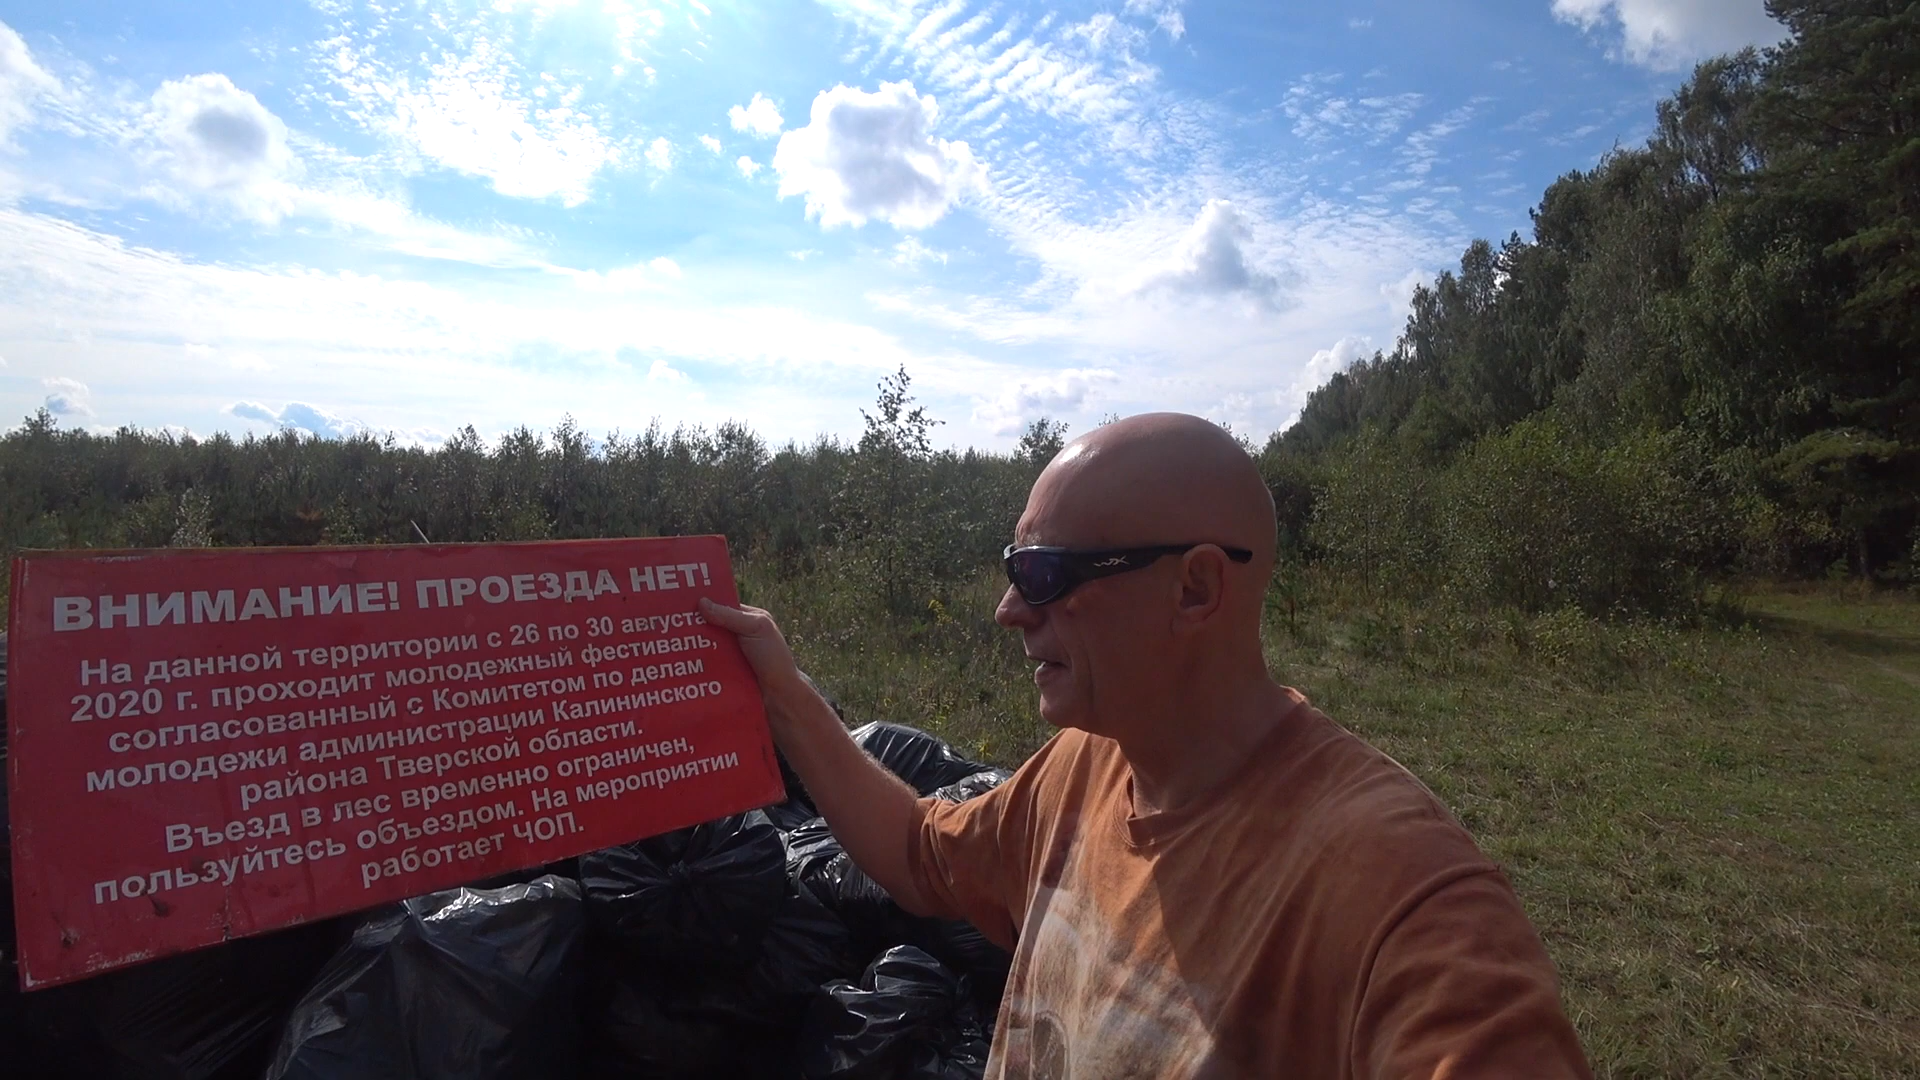 ВНИМАНИЕ! ПРОЕЗДА НЕТ!
На данной территории с 26 по 30 августа
2020 г. проходит молодежный фестиваль,
согласованный с Комитетом по делам
молодежи администрации Калининского
района Тверской области.
Въезд в лес временно ограничен,
пользуйтесь объездом. На мероприятии
работает ЧОП.
WX